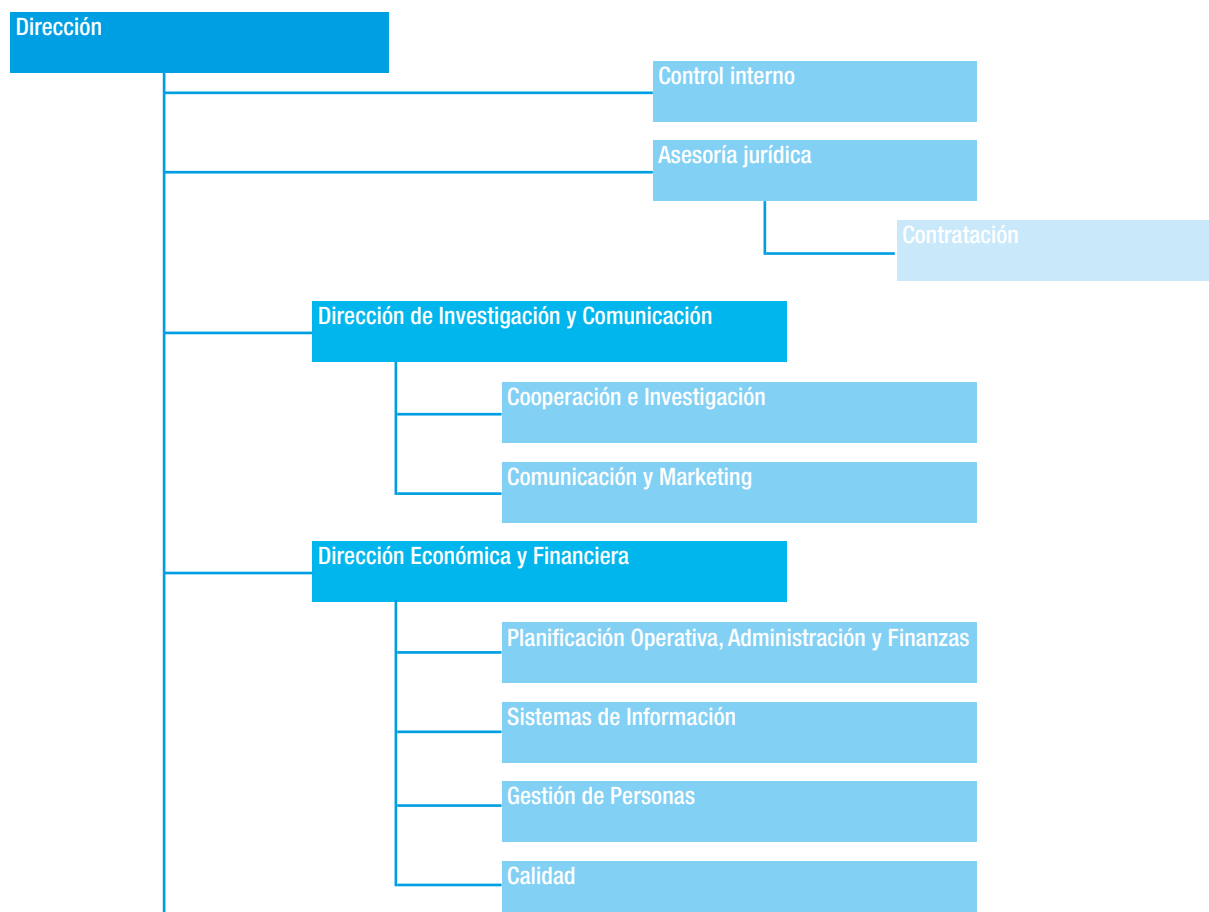 Dirección
Control interno
Asesoría jurídica
Contratación
Dirección de Investigación y Comunicación
Cooperación e Investigación
Comunicación y Marketing
Dirección Económica y Financiera
Planificación Operativa, Administración y Finanzas
Sistemas de Información
Gestión de Personas
Calidad